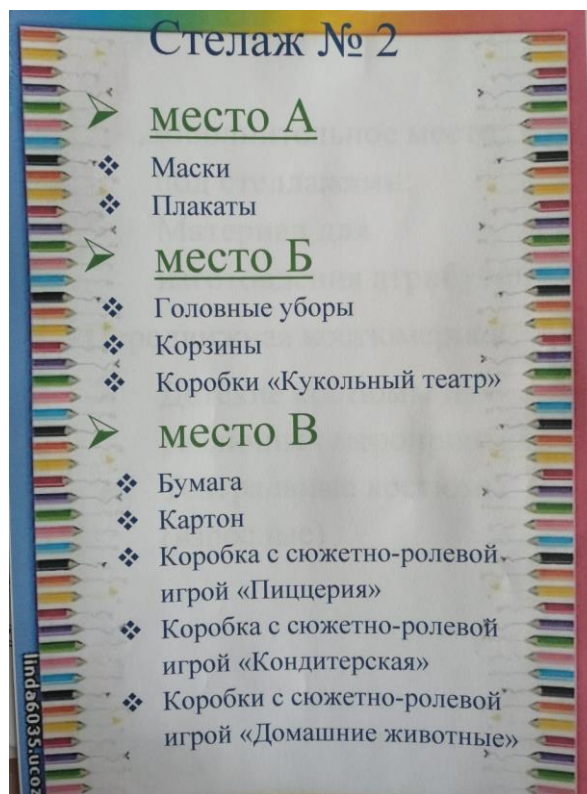 Стелаж № 2
место А
Маски
Плакаты
место Б
Головные уборы
Корзины
Коробки «Кукольный театр»
место В
Бумага
Картон
Коробка с сюжетно-ролевой
игрой «Пиццерия»
Коробка с сюжетно-ролевой
игрой «Кондитерская»
Коробки с сюжетно-ролевой
игрой «Домашние животные»
linda6035.ucoz